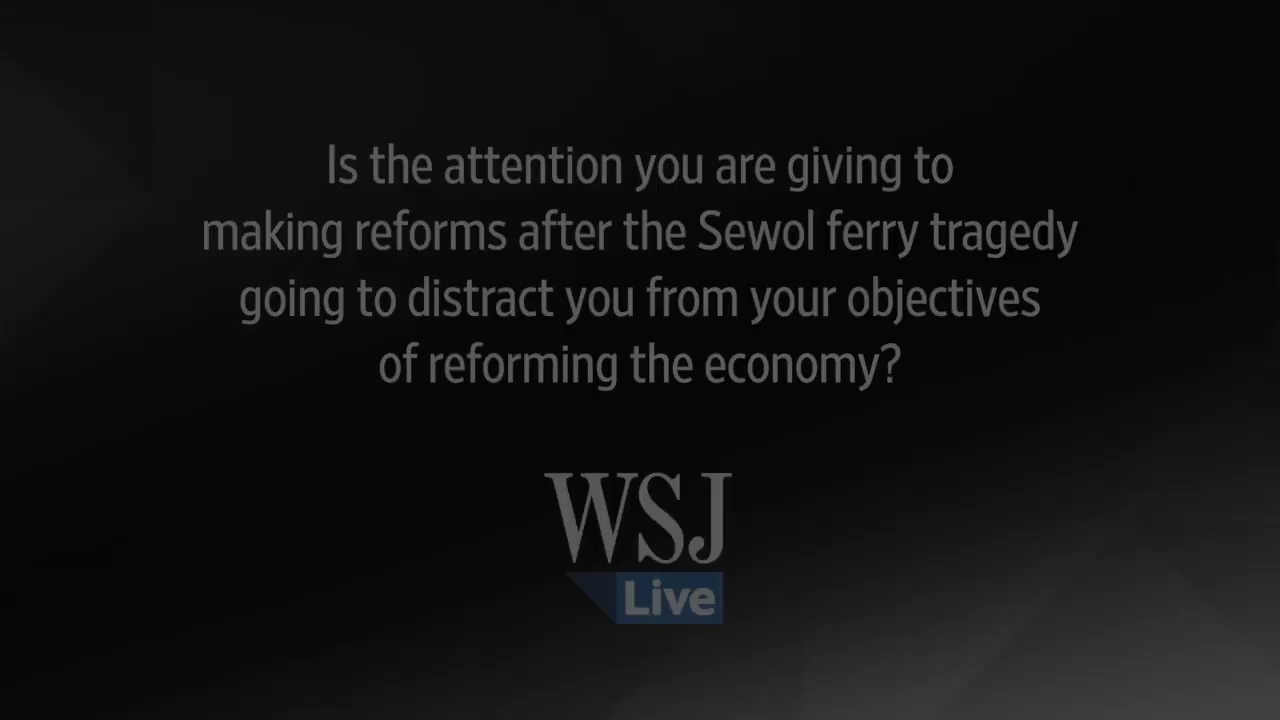 Is the attention you are giving to
making reforms after the Sewol ferry tragedy
going to distract you from your objectives
of reforming the economy?
WSJ
Live